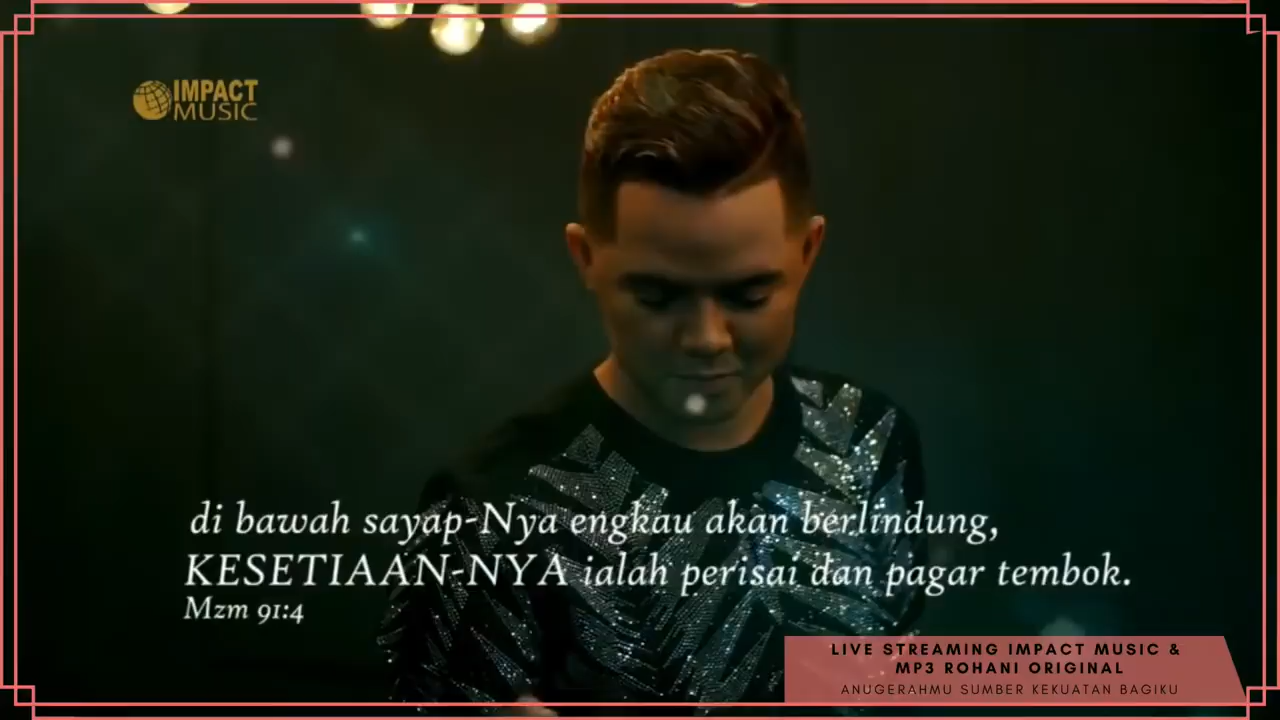 IMPACT
MUSIC
di bawah sayap-Nya engkau akan berlindung,
KESETIAAN-NYA ialah perisai dan pagar tembok.
Mzm 91:4
LIVE STREAMING IMPACT MUSIC &
MP3 ROHANI ORIGINAL
ANUGERAHMU SUMBER KEKUATAN BAGIKU